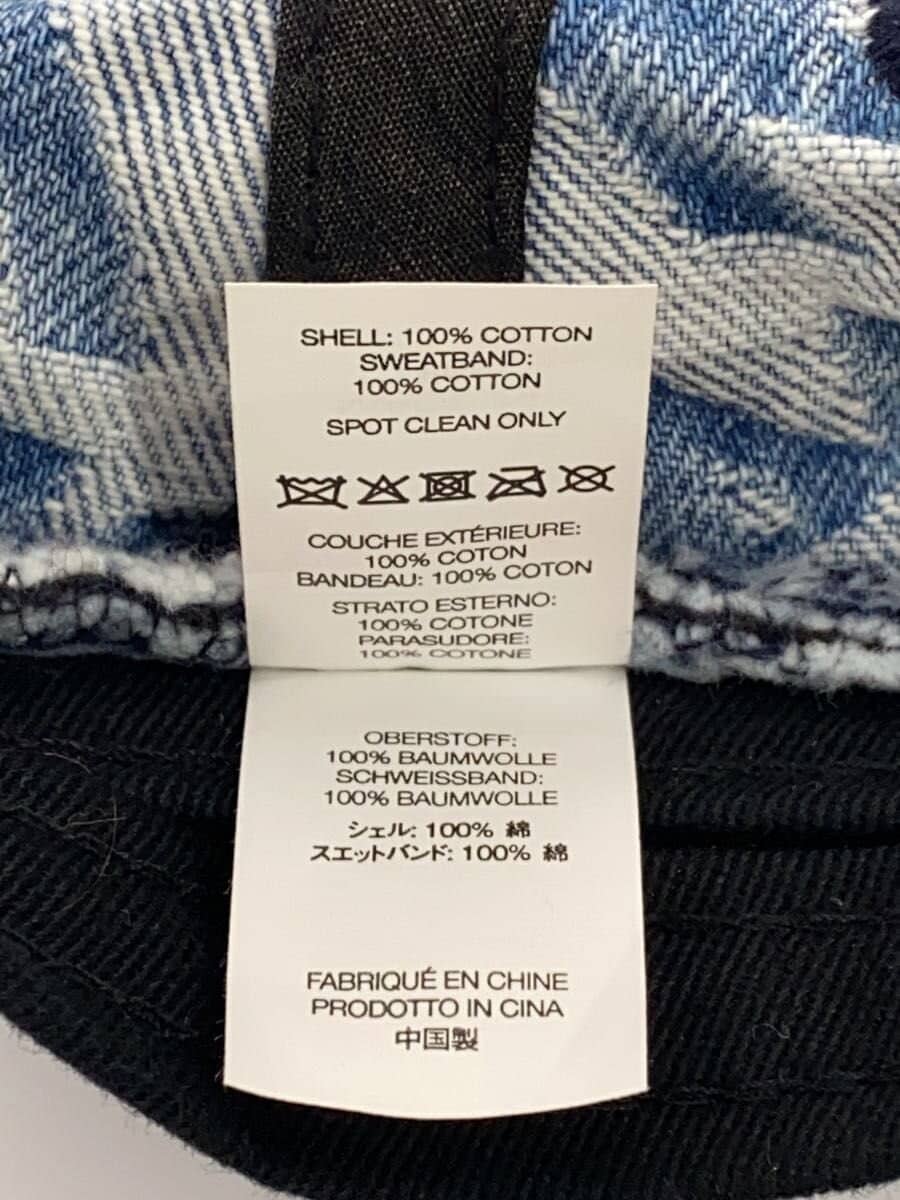 SHELL: 100% COTTON
SWEATBAND:
100% COTTON
SPOT CLEAN ONLY
COUCHE EXTÉRIEURE:
100% COTON
BANDEAU: 100% COTON
STRATO ESTERNO:
100% COTONE
PARASUDORE:
100% COTONE
OBERSTOFF:
100% BAUMWOLLE
SCHWEISSBAND:
100% BAUMWOLLE
シェル: 100% 綿
スエットバンド: 100% 綿
FABRIQUÉ EN CHINE
PRODOTTO IN CINA
中国製